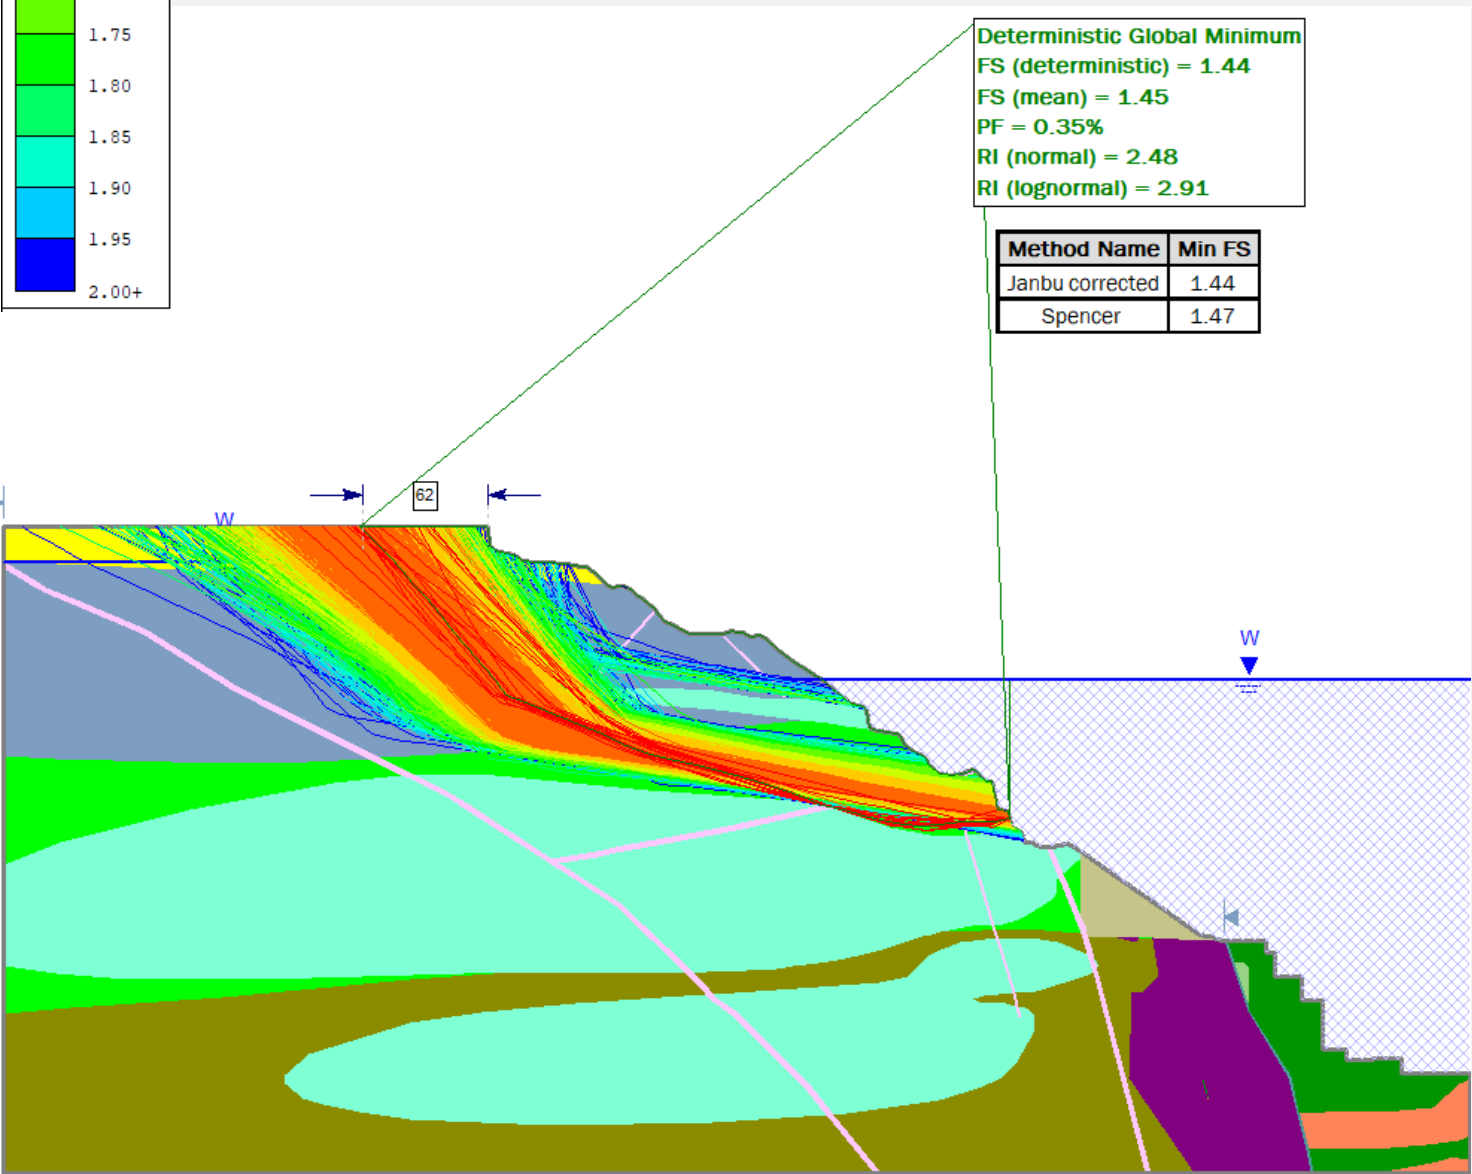 1.75
1.80
1.85
1.90
1.95
2.00+
Deterministic Global Minimum
FS (deterministic) = 1.44
FS (mean) = 1.45
PF = 0.35%
RI (normal) = 2.48
RI (lognormal) = 2.91
Method Name Min FS
Janbu corrected 1.44
Spencer 1.47
62
W
W